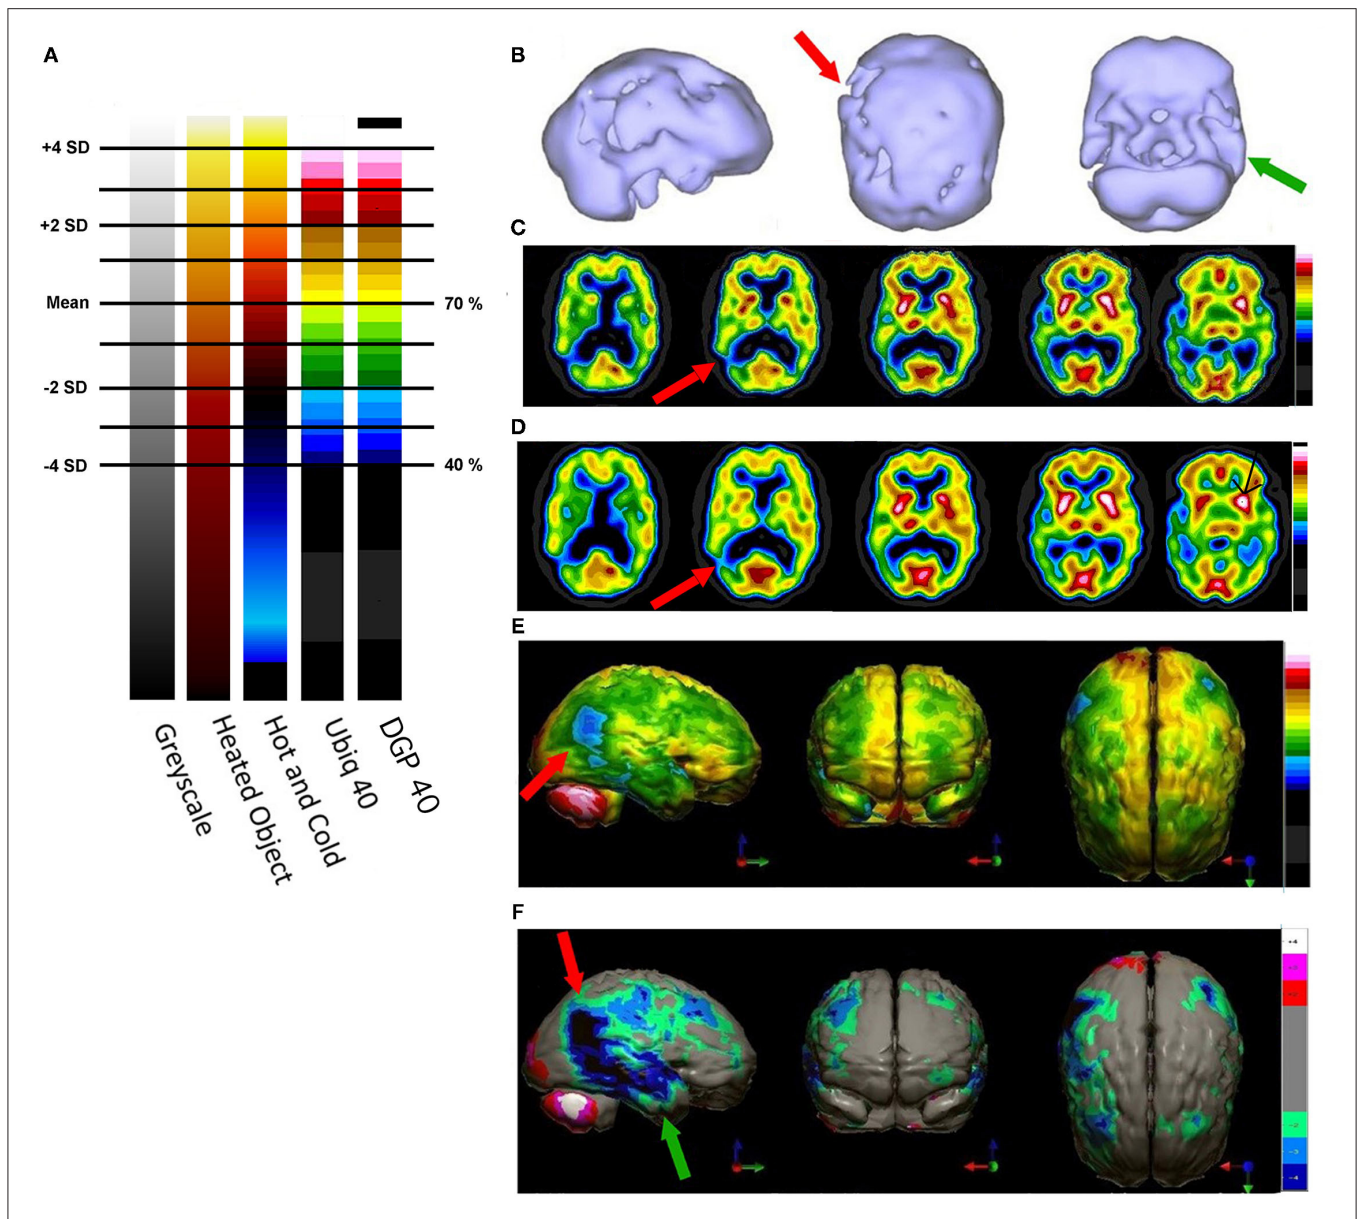 A
+4 SD
+2 SD
Mean
-2 SD
-4 SD
70 %
40 %
Greyscale
Heated Object
Hot and Cold
Ubiq 40
DGP 40
B
C
D
E
F
+4
-2
-3
-4